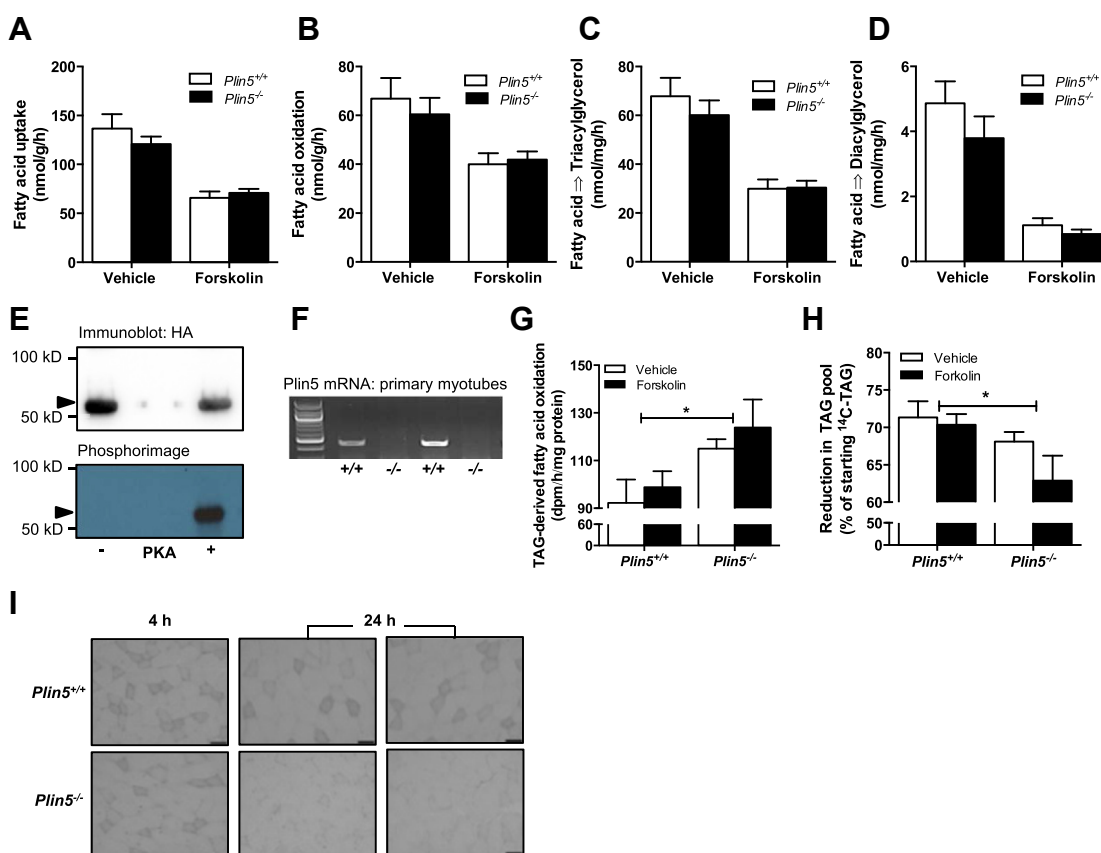 A
Fatty acid uptake
(nmol/g/h)
200
150
100
50
0
Plin5+/+
Plin5-/-
Vehicle
Forskolin
B
Fatty acid oxidation
(nmol/g/h)
80
60
40
20
0
Plin5+/+
Plin5-/-
Vehicle
Forskolin
C
Fatty acid ⇒ Triacylglycerol
(nmol/mg/h)
80
60
40
20
0
Plin5+/+
Plin5-/-
Vehicle
Forskolin
D
Fatty acid ⇒ Diacylglycerol
(nmol/mg/h)
6
4
2
0
Plin5+/+
Plin5-/-
Vehicle
Forskolin
E
Immunoblot: HA
100 kD
50 kD
Phosphorimage
100 kD
50 kD
- PKA +
F
Plin5 mRNA: primary myotubes
+/+ -/- +/+ -/-
G
TAG-derived fatty acid oxidation
(dpm/h/mg protein)
150
130
110
90
60
0
Vehicle
Forskolin
*
Plin5+/+
Plin5-/-
H
Reduction in TAG pool
(% of starting 14C-TAG)
80
75
70
65
60
50
0
Vehicle
Forkolin
*
Plin5+/+
Plin5-/-
I
4 h
24 h
Plin5+/+
Plin5-/-